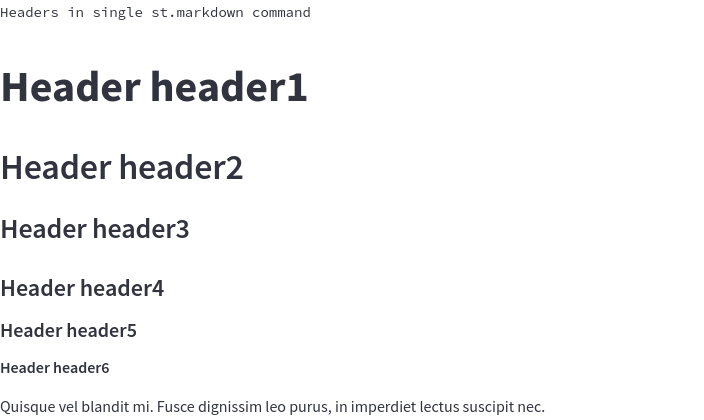 Headers in single st.markdown command
Header header1
Header header2
Header header3
Header header4
Header header5
Header header6
Quisque vel blandit mi. Fusce dignissim leo purus, in imperdiet lectus suscipit nec.